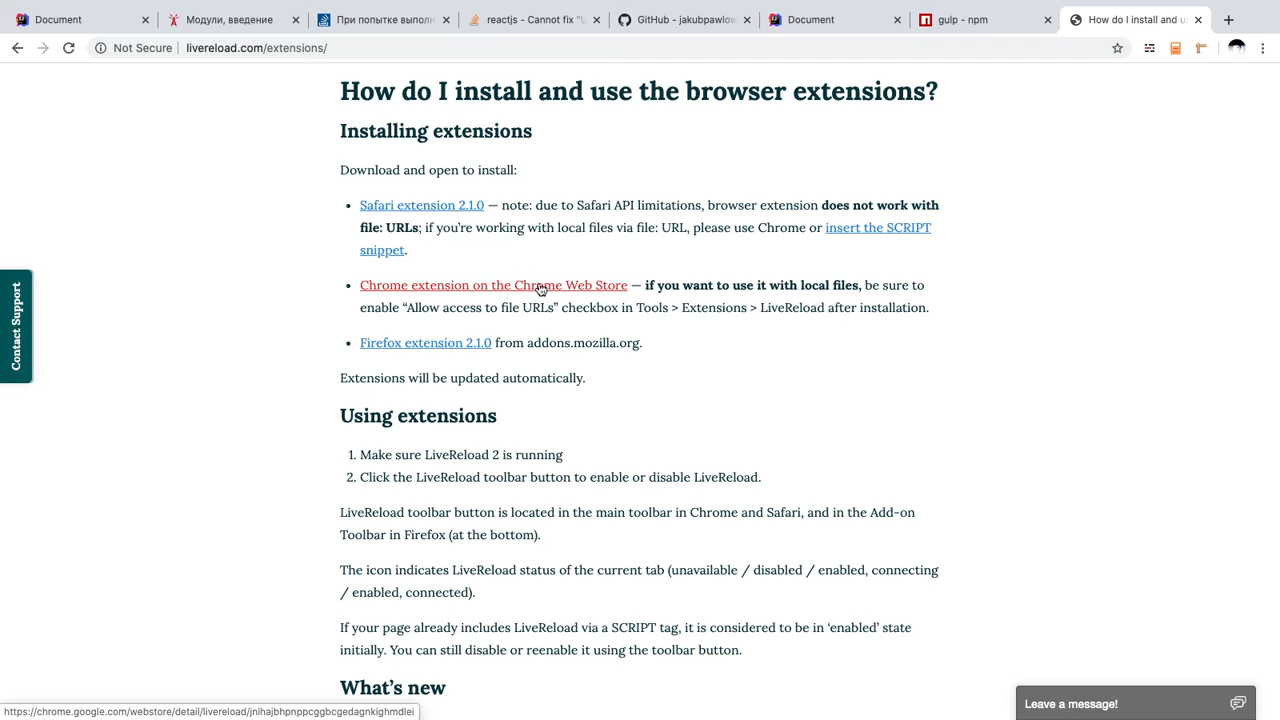 Document
Модули, введение
При попытке выполн
reactjs - Cannot fix "U
GitHub - jakubpawlow
Document
gulp - npm
How do I install and u
Not Secure
livereload.com/extensions/
How do I install and use the browser extensions?
Installing extensions
Download and open to install:
• Safari extension 2.1.0 — note: due to Safari API limitations, browser extension does not work with
file: URLs; if you’re working with local files via file: URL, please use Chrome or insert the SCRIPT
snippet.
• Chrome extension on the Chrome Web Store — if you want to use it with local files, be sure to
enable “Allow access to file URLs” checkbox in Tools > Extensions > LiveReload after installation.
• Firefox extension 2.1.0 from addons.mozilla.org.
Extensions will be updated automatically.
Using extensions
1. Make sure LiveReload 2 is running
2. Click the LiveReload toolbar button to enable or disable LiveReload.
LiveReload toolbar button is located in the main toolbar in Chrome and Safari, and in the Add-on
Toolbar in Firefox (at the bottom).
The icon indicates LiveReload status of the current tab (unavailable / disabled / enabled, connecting
/ enabled, connected).
If your page already includes LiveReload via a SCRIPT tag, it is considered to be in ‘enabled’ state
initially. You can still disable or reenable it using the toolbar button.
What’s new
Contact Support
Leave a message!
https://chrome.google.com/webstore/detail/livereload/jnihajbhpnppcggbcgedagnkighmdlei